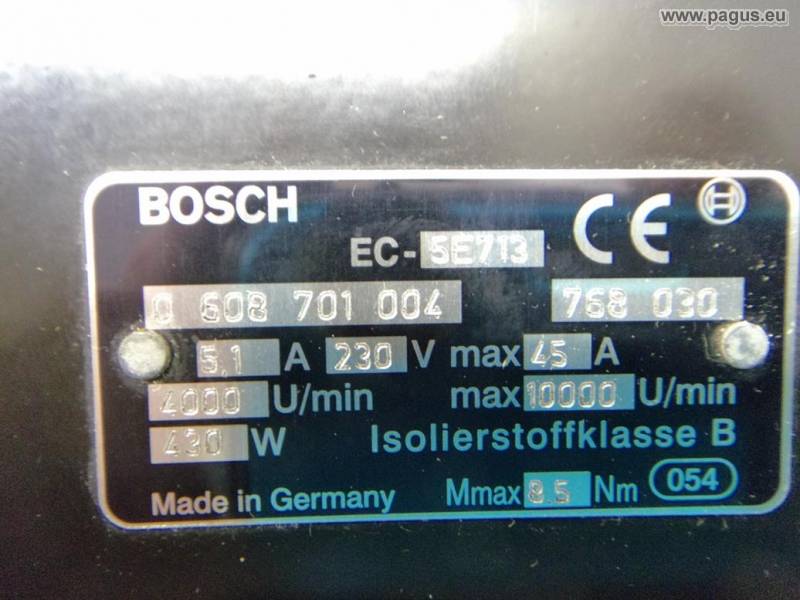 www.pagus.eu
BOSCH
EC-5E713 CE
0 608 701 004 768 030
5.1 A 230 V max 45 A
4000 U/min max 10000 U/min
430 W Isolierstoffklasse B
Made in Germany Mmax 8.5 Nm 054